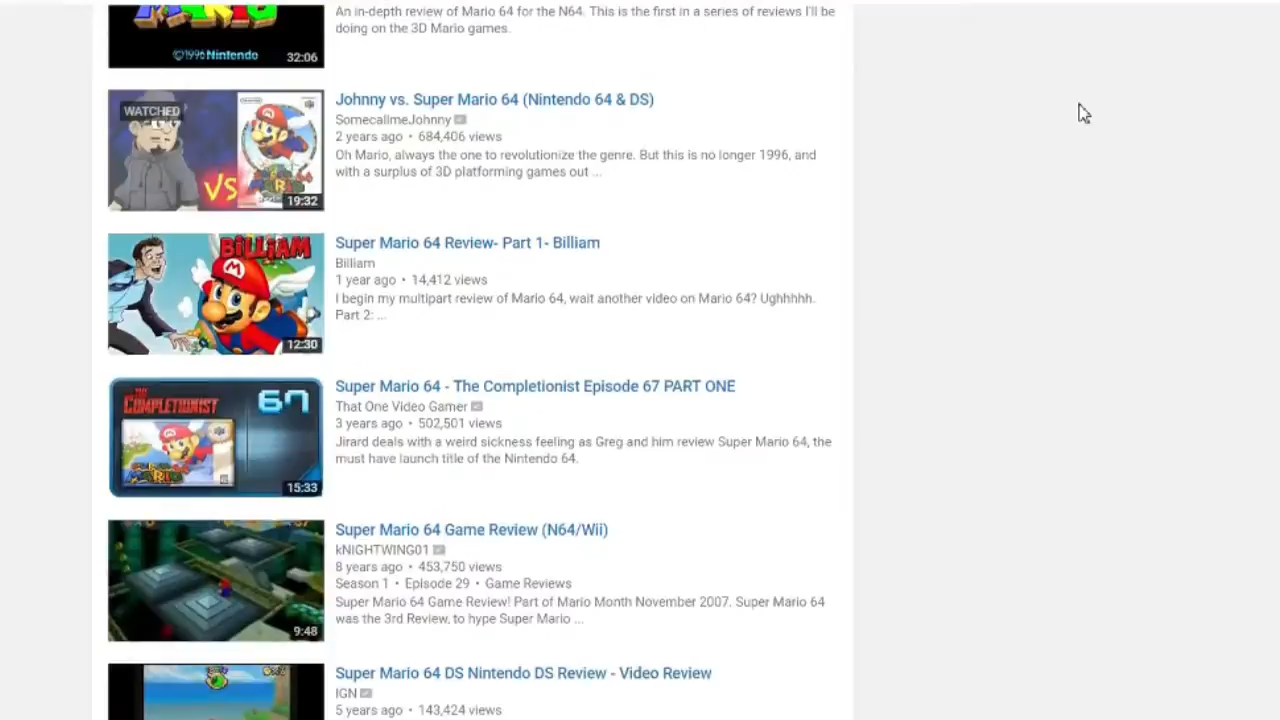 MARIO
An in-depth review of Mario 64 for the N64. This is the first in a series of reviews I'll be
doing on the 3D Mario games.
©1996 Nintendo
32:06
WATCHED
VS
19:32
Johnny vs. Super Mario 64 (Nintendo 64 & DS)
SomecallmeJohnny
2 years ago • 684,406 views
Oh Mario, always the one to revolutionize the genre. But this is no longer 1996, and
with a surplus of 3D platforming games out ...
BILLIAM
12:30
Super Mario 64 Review- Part 1- Billiam
Billiam
1 year ago • 14,412 views
I begin my multipart review of Mario 64, wait another video on Mario 64? Ughhhhh.
Part 2: ...
THE
COMPLETIONIST
67
15:33
Super Mario 64 - The Completionist Episode 67 PART ONE
That One Video Gamer
3 years ago • 502,501 views
Jirard deals with a weird sickness feeling as Greg and him review Super Mario 64, the
must have launch title of the Nintendo 64.
9:48
Super Mario 64 Game Review (N64/Wii)
kNIGHTWING01
8 years ago • 453,750 views
Season 1 • Episode 29 • Game Reviews
Super Mario 64 Game Review! Part of Mario Month November 2007. Super Mario 64
was the 3rd Review, to hype Super Mario ...
Super Mario 64 DS Nintendo DS Review - Video Review
IGN
5 years ago • 143,424 views